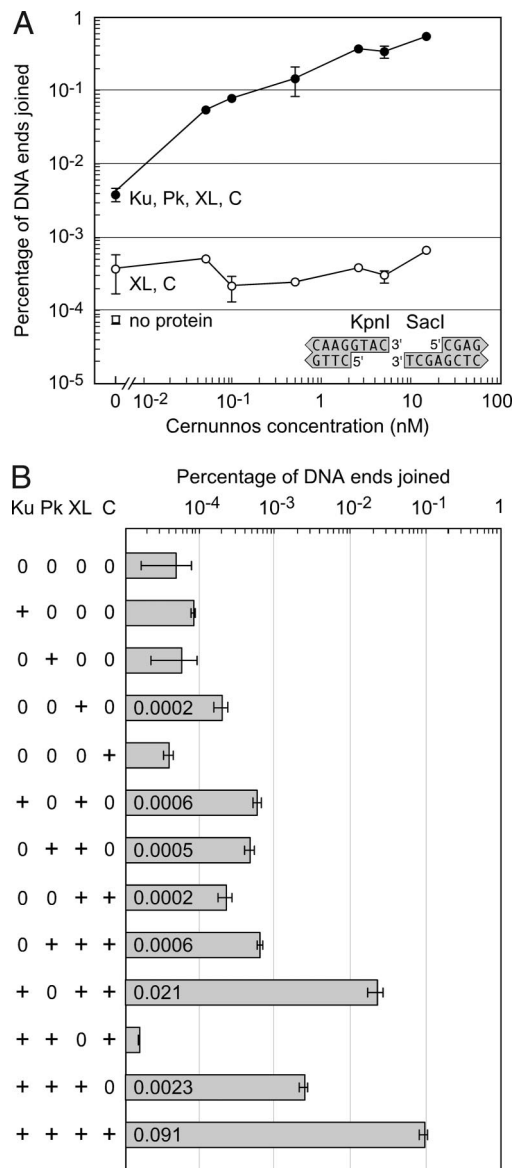 A
Percentage of DNA ends joined
1
10-1
10-2
10-3
10-4
10-5
Ku, Pk, XL, C
XL, C
no protein
KpnI SacI
CAAGGTAC 3' 5' CGAG
GTTC 5' 3' TCGAGCTC
0 10-2 10-1 1 10 100
Cernunnos concentration (nM)
B
Percentage of DNA ends joined
Ku Pk XL C 10-4 10-3 10-2 10-1 1
0 0 0 0
+ 0 0 0
0 + 0 0
0 0 + 0 0.0002
0 0 0 +
+ 0 + 0 0.0006
0 + + 0 0.0005
0 0 + + 0.0002
0 + + + 0.0006
+ 0 + + 0.021
+ + 0 +
+ + + 0 0.0023
+ + + + 0.091